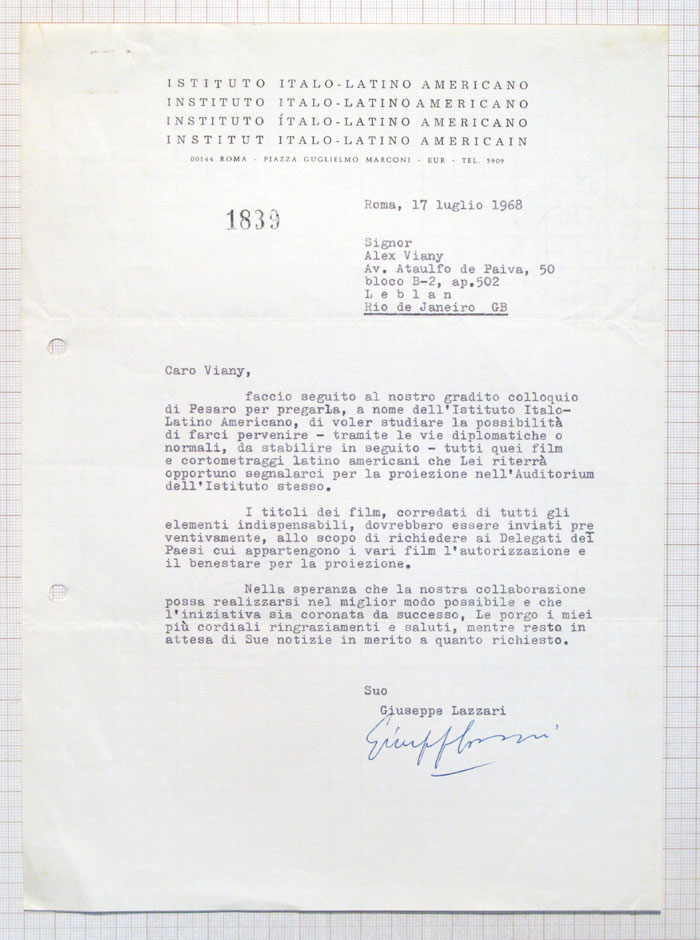 ISTITUTO ITALO-LATINO AMERICANO
INSTITUTO ITALO-LATINO AMERICANO
INSTITUTO ÍTALO-LATINO AMERICANO
INSTITUT ITALO-LATINO AMERICAIN
00144 ROMA - PIAZZA GUGLIELMO MARCONI - EUR - TEL. 5909
Roma, 17 luglio 1968
1839
Signor
Alex Viany
Av. Ataulfo de Paiva, 50
bloco B-2, ap.502
L e b l a n
Rio de Janeiro GB
Caro Viany,
faccio seguito al nostro gradito colloquio
di Pesaro per pregarla, a nome dell'Istituto Italo-
Latino Americano, di voler studiare la possibilità
di farci pervenire - tramite le vie diplomatiche o
normali, da stabilire in seguito - tutti quei film
e cortometraggi latino americani che Lei riterrà
opportuno segnalarci per la proiezione nell'Auditorium
dell'Istituto stesso.
I titoli dei film, corredati di tutti gli
elementi indispensabili, dovrebbero essere inviati pre
ventivamente, allo scopo di richiedere ai Delegati dei
Paesi cui appartengono i vari film l'autorizzazione e
il benestare per la proiezione.
Nella speranza che la nostra collaborazione
possa realizzarsi nel miglior modo possibile e che
l'iniziativa sia coronata da successo, Le porgo i miei
più cordiali ringraziamenti e saluti, mentre resto in
attesa di Sue notizie in merito a quanto richiesto.
Suo
Giuseppe Lazzari